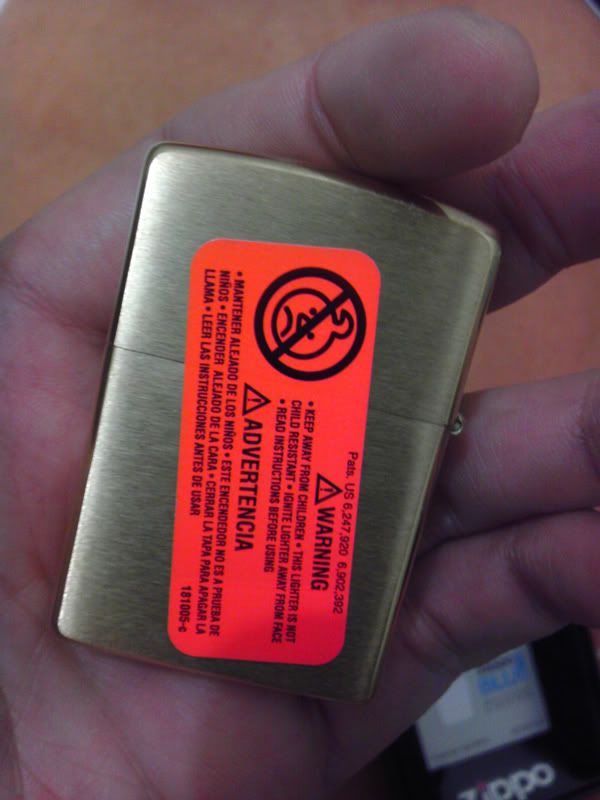 Pats. US 6,247,920 6,902,392
⚠WARNING
• KEEP AWAY FROM CHILDREN • THIS LIGHTER IS NOT
CHILD RESISTANT • IGNITE LIGHTER AWAY FROM FACE
• READ INSTRUCTIONS BEFORE USING
⚠ADVERTENCIA
• MANTENER ALEJADO DE LOS NIÑOS • ESTE ENCENDEDOR NO ES A PRUEBA DE
NIÑOS • ENCENDER ALEJADO DE LA CARA • CERRAR LA TAPA PARA APAGAR LA
LLAMA • LEER LAS INSTRUCCIONES ANTES DE USAR
181005-c
Zippo